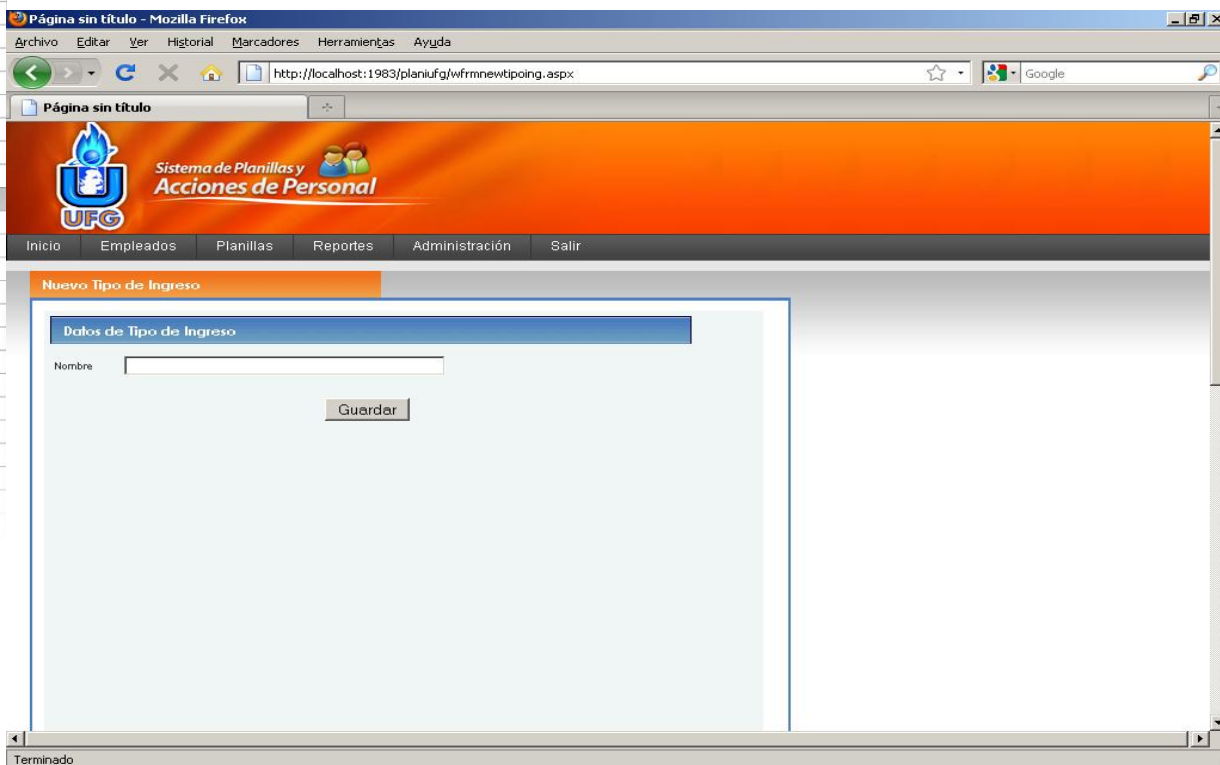 Página sin título - Mozilla Firefox
Archivo Editar Ver Historial Marcadores Herramientas Ayuda
http://localhost:1983/planiufg/wfrmnewtipoing.aspx Google
Página sin título
Sistema de Planillas y
Acciones de Personal
UFG
Inicio Empleados Planillas Reportes Administración Salir
Nuevo Tipo de Ingreso
Datos de Tipo de Ingreso
Nombre
Guardar
Terminado